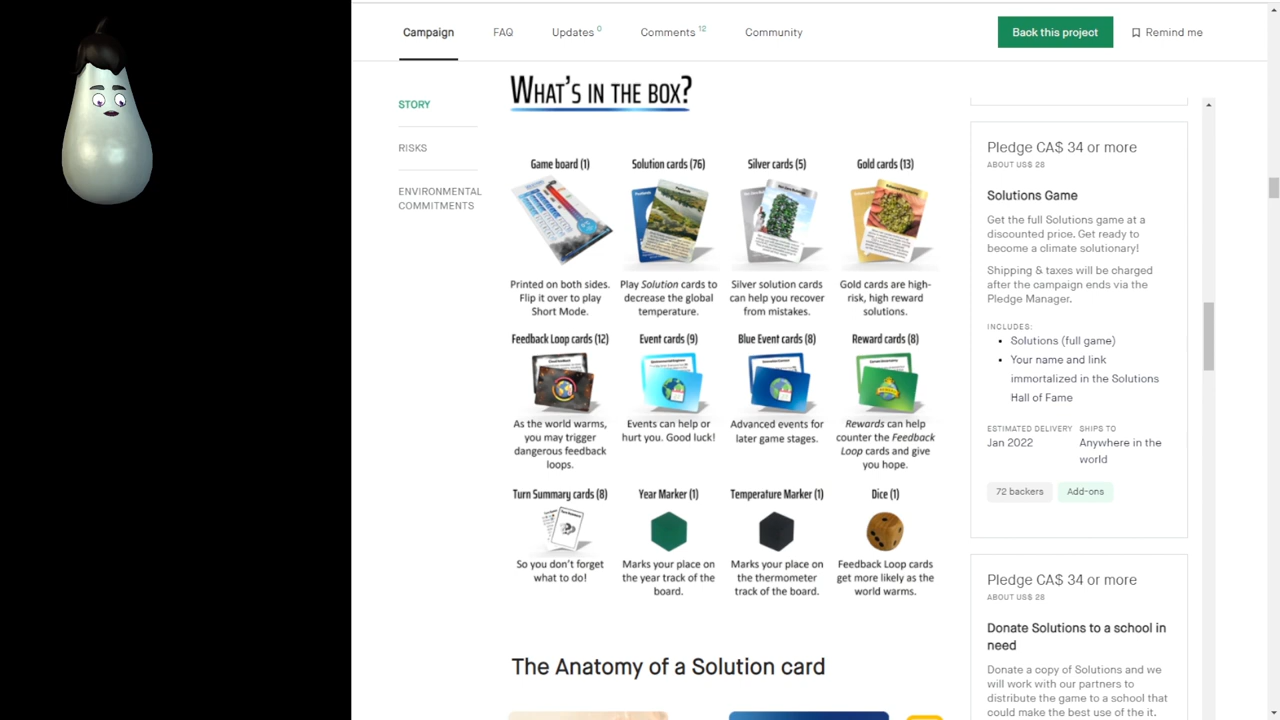 Campaign
FAQ
Updates 0
Comments 12
Community
Back this project
Remind me
STORY
RISKS
ENVIRONMENTAL
COMMITMENTS
WHAT'S IN THE BOX?
Game board (1)
Printed on both sides.
Flip it over to play
Short Mode.
Solution cards (76)
Play Solution cards to
decrease the global
temperature.
Silver cards (5)
Silver solution cards
can help you recover
from mistakes.
Gold cards (13)
Gold cards are high-
risk, high reward
solutions.
Feedback Loop cards (12)
As the world warms,
you may trigger
dangerous feedback
loops.
Event cards (9)
Events can help or
hurt you. Good luck!
Blue Event cards (8)
Advanced events for
later game stages.
Reward cards (8)
Rewards can help
counter the Feedback
Loop cards and give
you hope.
Turn Summary cards (8)
So you don't forget
what to do!
Year Marker (1)
Marks your place on
the year track of the
board.
Temperature Marker (1)
Marks your place on
the thermometer
track of the board.
Dice (1)
Feedback Loop cards
get more likely as the
world warms.
The Anatomy of a Solution card
Pledge CA$ 34 or more
ABOUT US$ 28
Solutions Game
Get the full Solutions game at a
discounted price. Get ready to
become a climate solutionary!
Shipping & taxes will be charged
after the campaign ends via the
Pledge Manager.
INCLUDES:
• Solutions (full game)
• Your name and link
immortalized in the Solutions
Hall of Fame
ESTIMATED DELIVERY
Jan 2022
SHIPS TO
Anywhere in the
world
72 backers
Add-ons
Pledge CA$ 34 or more
ABOUT US$ 28
Donate Solutions to a school in
need
Donate a copy of Solutions and we
will work with our partners to
distribute the game to a school that
could make the best use of the it.